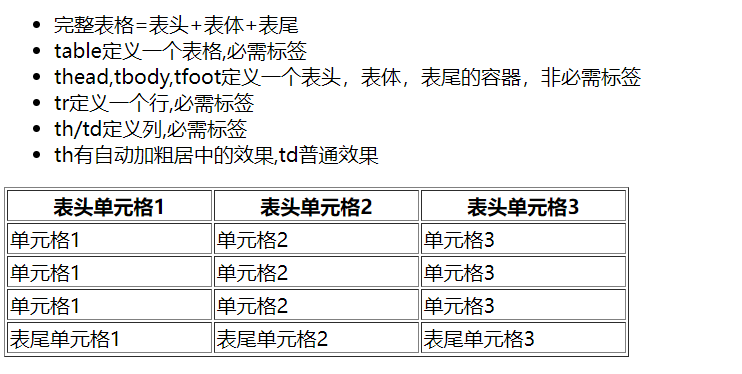 完整表格=表头+表体+表尾
table定义一个表格,必需标签
thead,tbody,tfoot定义一个表头，表体，表尾的容器，非必需标签
tr定义一个行,必需标签
th/td定义列,必需标签
th有自动加粗居中的效果,td普通效果
表头单元格1 表头单元格2 表头单元格3
单元格1 单元格2 单元格3
单元格1 单元格2 单元格3
单元格1 单元格2 单元格3
表尾单元格1 表尾单元格2 表尾单元格3